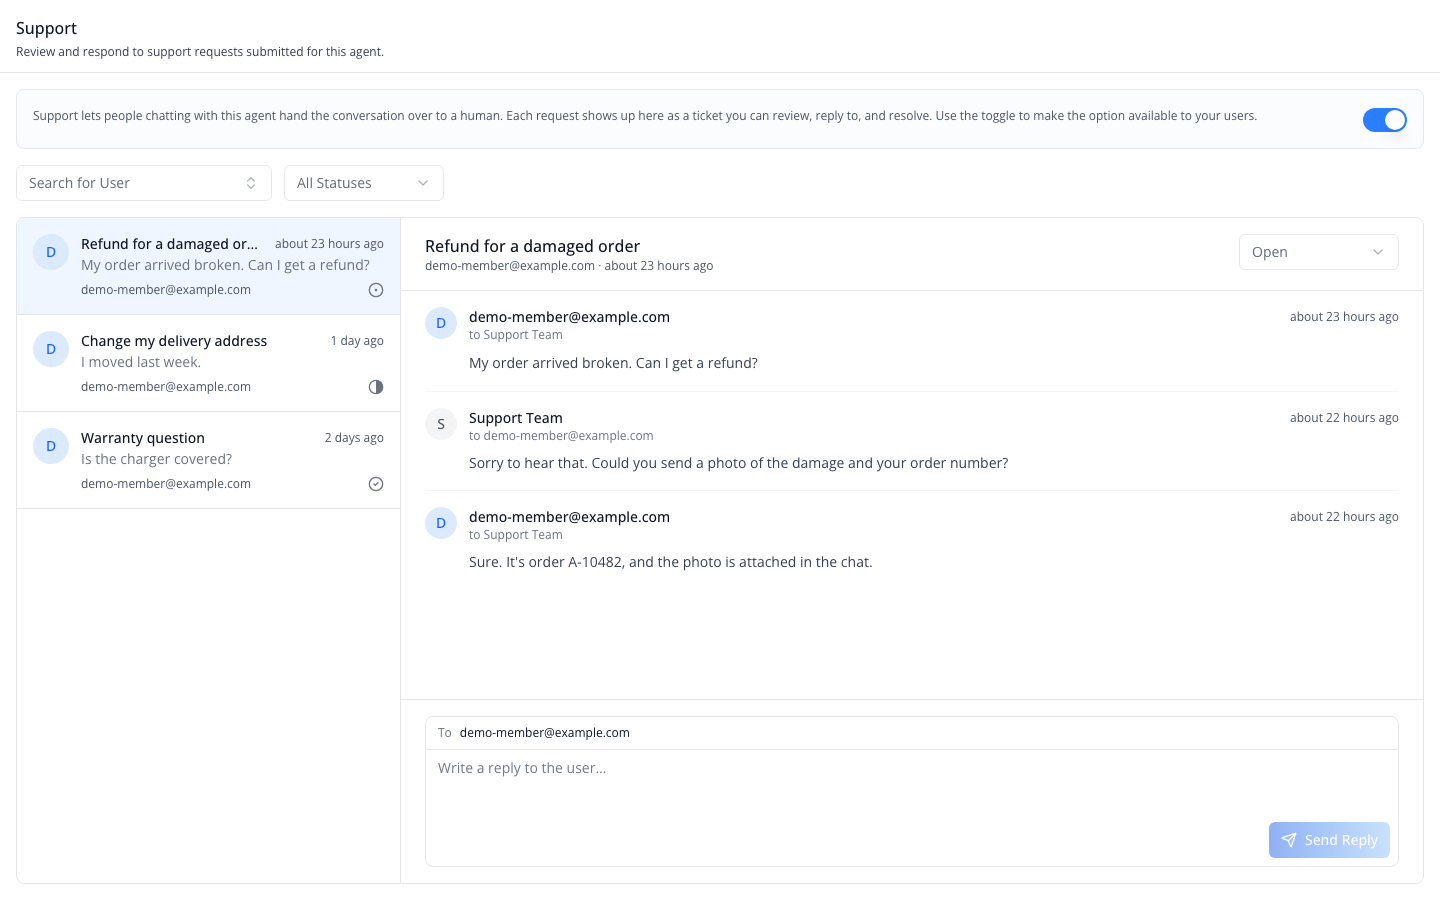 Support
Review and respond to support requests submitted for this agent.
Support lets people chatting with this agent hand the conversation over to a human. Each request shows up here as a ticket you can review, reply to, and resolve. Use the toggle to make the option available to your users.
Search for User
All Statuses
D
Refund for a damaged or... about 23 hours ago
My order arrived broken. Can I get a refund?
demo-member@example.com
D
Change my delivery address 1 day ago
I moved last week.
demo-member@example.com
D
Warranty question 2 days ago
Is the charger covered?
demo-member@example.com
Refund for a damaged order
demo-member@example.com · about 23 hours ago
Open
D
demo-member@example.com about 23 hours ago
to Support Team
My order arrived broken. Can I get a refund?
S
Support Team about 22 hours ago
to demo-member@example.com
Sorry to hear that. Could you send a photo of the damage and your order number?
D
demo-member@example.com about 22 hours ago
to Support Team
Sure. It's order A-10482, and the photo is attached in the chat.
To demo-member@example.com
Write a reply to the user...
Send Reply